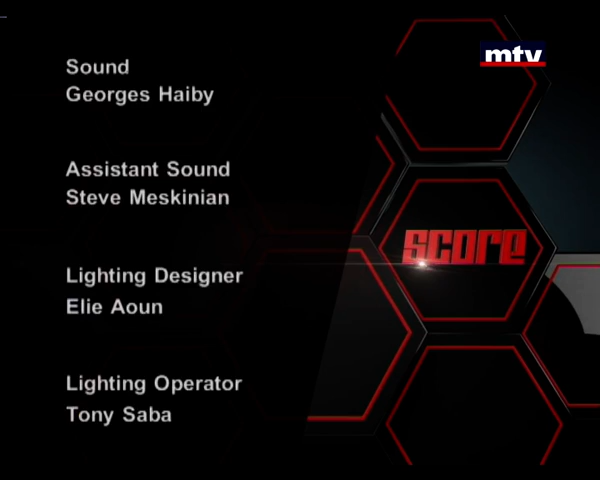 mtv
Sound
Georges Haiby
Assistant Sound
Steve Meskinian
score
Lighting Designer
Elie Aoun
Lighting Operator
Tony Saba